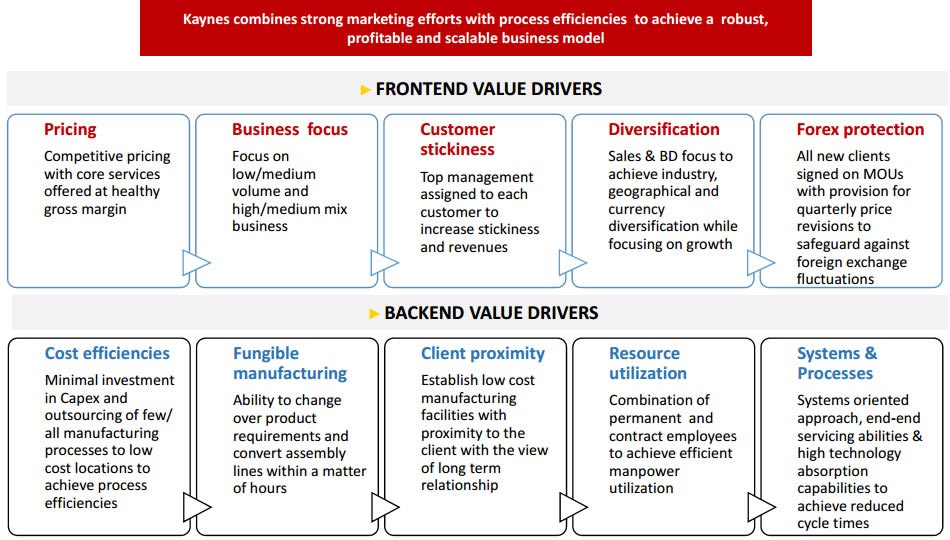 Kaynes combines strong marketing efforts with process efficiencies to achieve a robust,
profitable and scalable business model
FRONTEND VALUE DRIVERS
Pricing
Competitive pricing
with core services
offered at healthy
gross margin
Business focus
Focus on
low/medium
volume and
high/medium mix
business
Customer
stickiness
Top management
assigned to each
customer to
increase stickiness
and revenues
Diversification
Sales & BD focus to
achieve industry,
geographical and
currency
diversification while
focusing on growth
Forex protection
All new clients
signed on MOUs
with provision for
quarterly price
revisions to
safeguard against
foreign exchange
fluctuations
BACKEND VALUE DRIVERS
Cost efficiencies
Minimal investment
in Capex and
outsourcing of few/
all manufacturing
processes to low
cost locations to
achieve process
efficiencies
Fungible
manufacturing
Ability to change
over product
requirements and
convert assembly
lines within a matter
of hours
Client proximity
Establish low cost
manufacturing
facilities with
proximity to the
client with the view
of long term
relationship
Resource
utilization
Combination of
permanent and
contract employees
to achieve efficient
manpower
utilization
Systems &
Processes
Systems oriented
approach, end-end
servicing abilities &
high technology
absorption
capabilities to
achieve reduced
cycle times